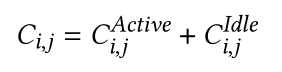 $C_{i,j} = C_{i,j}^{Active} + C_{i,j}^{Idle}$